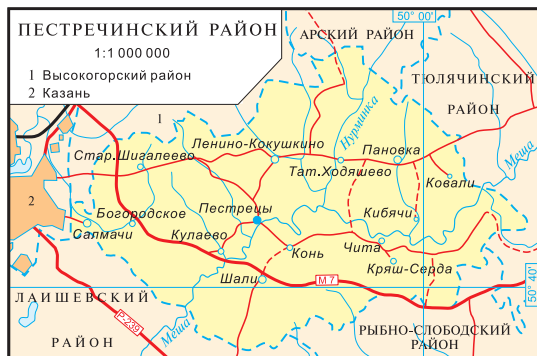 ПЕСТРЕЧИНСКИЙ РАЙОН
1:1 000 000
1 Высокогорский район
2 Казань
50° 00'
АРСКИЙ РАЙОН
ТЮЛЯЧИНСКИЙ
РАЙОН
1
Нурминка
Ленино-Кокушкино
Пановка
Меша
Стар.Шигалеево
Тат.Ходяшево
Ковали
2
Богородское
Пестрецы
Кибячи
Салмачи
Кулаево
Конь
Чита
Кряш-Серда
Шали
М 7
50° 40'
ЛАИШЕВСКИЙ
РАЙОН
Р-239
Меша
РЫБНО-СЛОБОДСКИЙ
РАЙОН